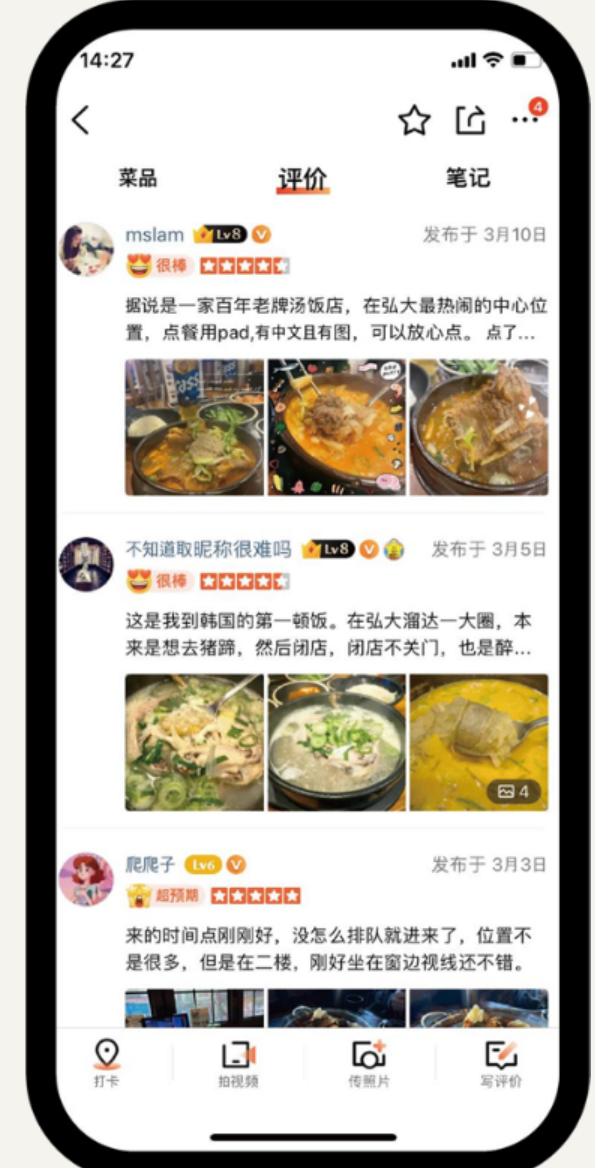 14:27
4
菜品
评价
笔记
mslam Lv8 发布于 3月10日
很棒
据说是一家百年老牌汤饭店，在弘大最热闹的中心位
置，点餐用pad,有中文且有图，可以放心点。 点了...
不知道取昵称很难吗 Lv8 发布于 3月5日
很棒
这是我到韩国的第一顿饭。在弘大溜达一大圈，本
来是想去猪蹄，然后闭店，闭店不关门，也是醉...
4
爬爬子 Lv6 发布于 3月3日
超预期
来的时间点刚刚好，没怎么排队就进来了，位置不
是很多，但是在二楼，刚好坐在窗边视线还不错。
打卡
拍视频
传照片
写评价